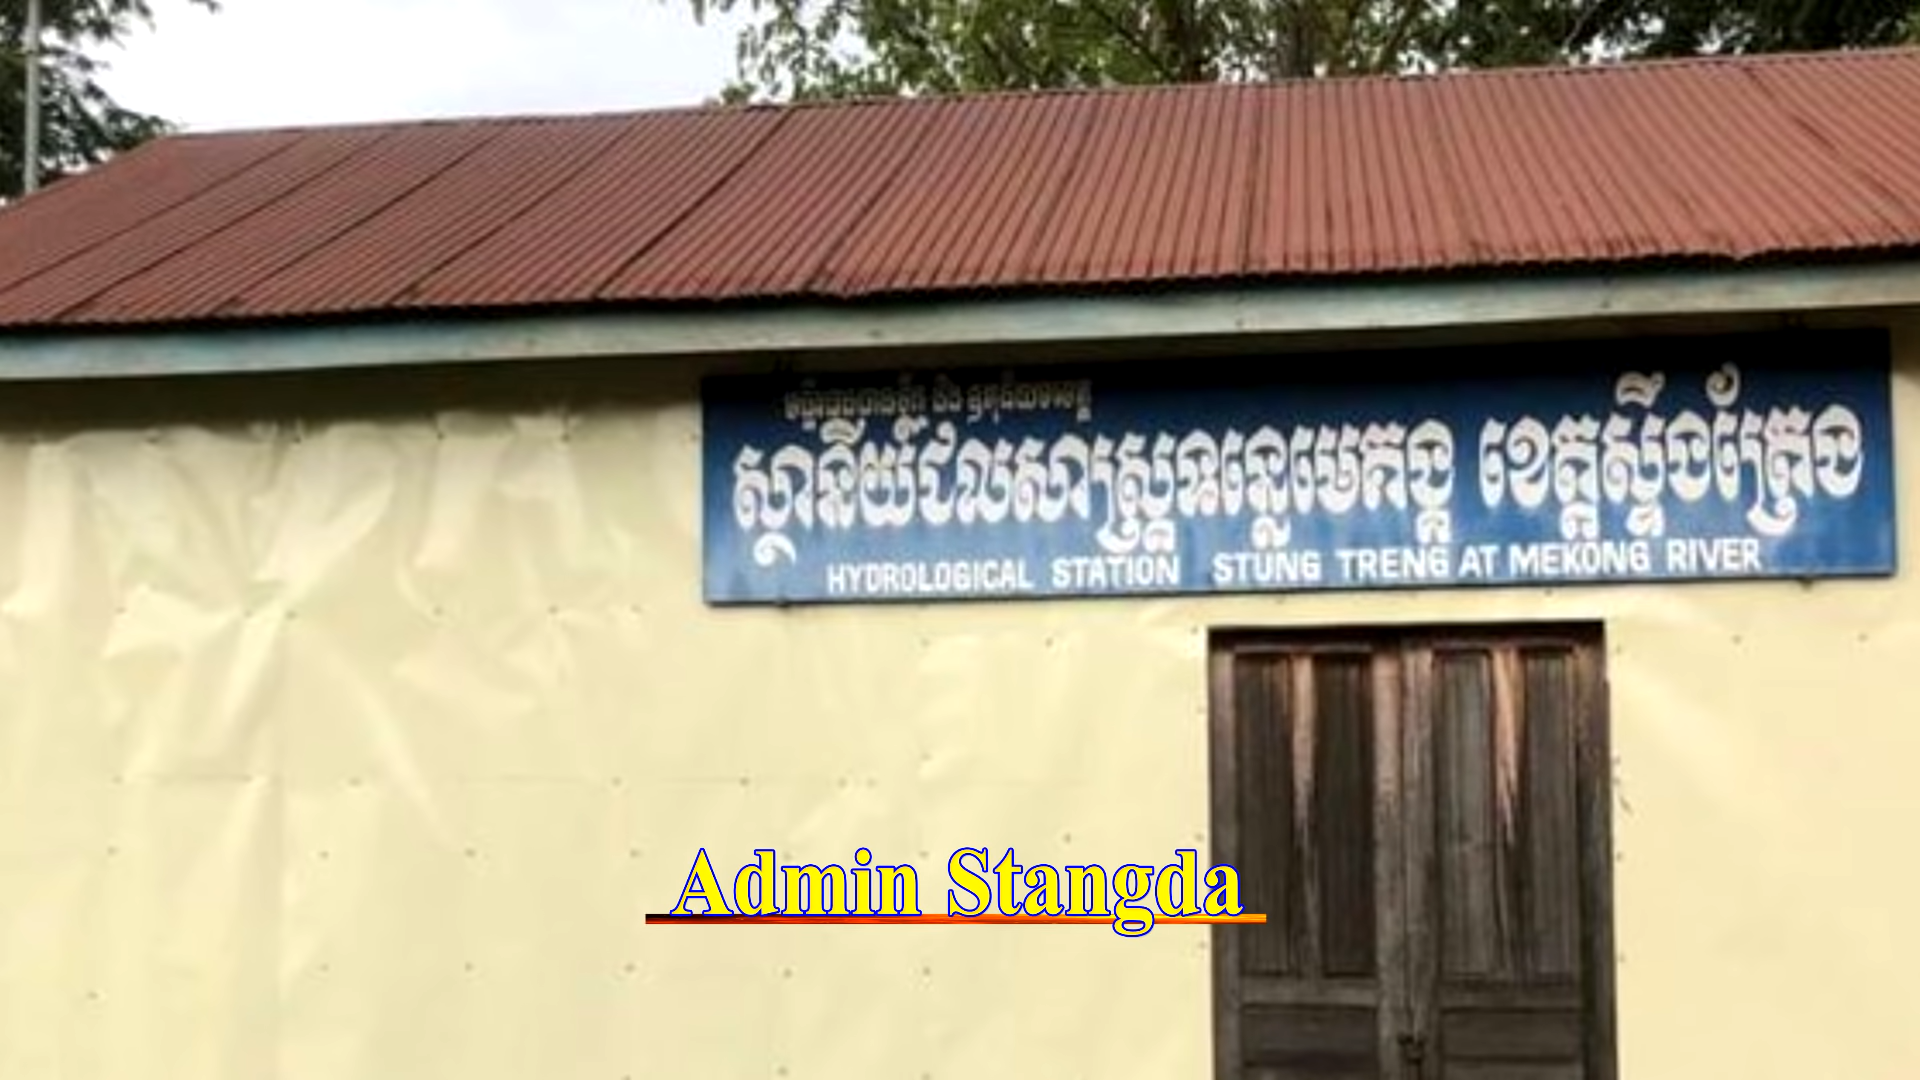 ស្ថានីយ៍ជលសាស្ត្រទន្លេមេគង្គ ខេត្តស្ទឹងត្រែង
HYDROLOGICAL STATION STUNG TRENG AT MEKONG RIVER
Admin Stangda